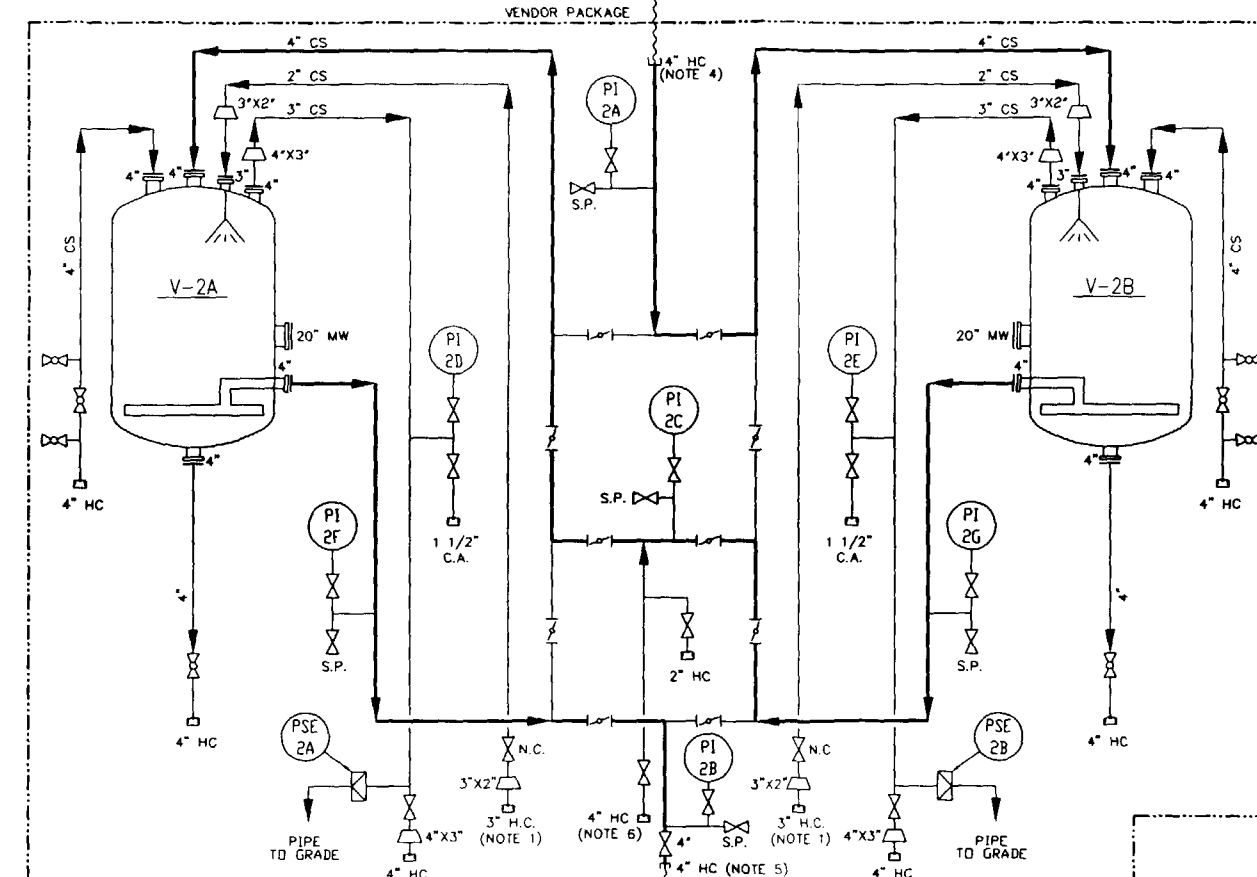 VENDOR PACKAGE
4" CS
4" CS
4" HC
(NOTE 4)
2" CS
2" CS
PI
2A
3"X2"
3"X2"
3" CS
3" CS
4"X3"
4"X3"
4"
4"
3"
4"
4"
3"
4"
4"
S.P.
4" CS
4" CS
V-2A
V-2B
20" MW
20" MW
PI
2D
PI
2E
4"
4"
PI
2C
4"
4"
S.P.
4" HC
4" HC
1 1/2"
C.A.
1 1/2"
C.A.
PI
2F
PI
2G
4"
4"
S.P.
S.P.
2" HC
4" HC
4" HC
PSE
2A
N.C.
PI
2B
N.C
PSE
2B
3"X2"
3"X2"
3" H.C.
(NOTE 1)
4" HC
(NOTE 6)
3" H.C.
(NOTE 1)
4"X3"
4"
S.P.
4"X3"
PIPE
TO GRADE
PIPE
TO GRADE
4" HC
4" HC (NOTE 5)
4" HC